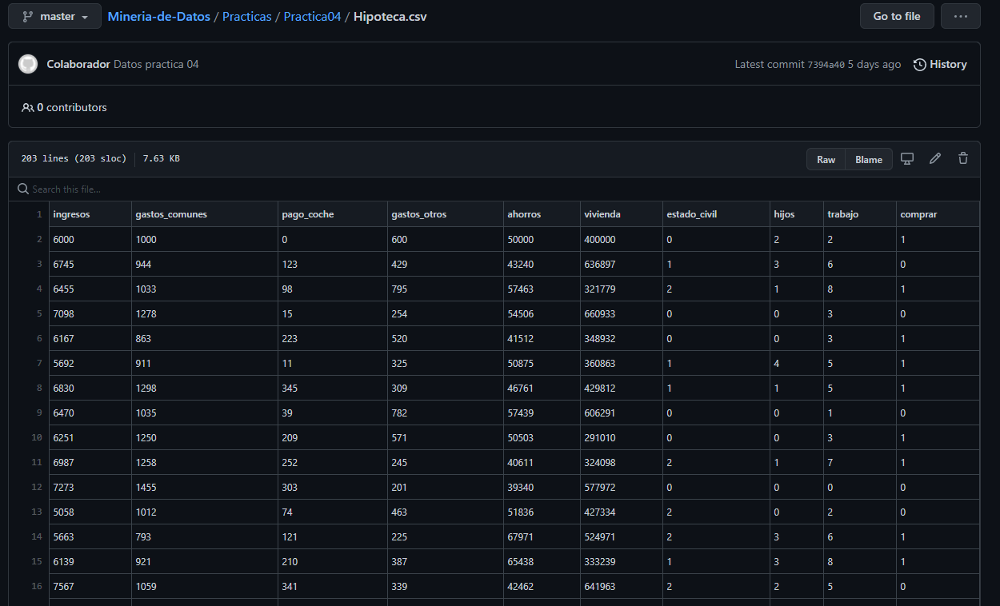 master Mineria-de-Datos / Practicas / Practica04 / Hipoteca.csv Go to file ...
Colaborador Datos practica 04 Latest commit 7394a40 5 days ago History
0 contributors
203 lines (203 sloc) 7.63 KB Raw Blame
Search this file...
1 ingresos gastos_comunes pago_coche gastos_otros ahorros vivienda estado_civil hijos trabajo comprar
2 6000 1000 0 600 50000 400000 0 2 2 1
3 6745 944 123 429 43240 636897 1 3 6 0
4 6455 1033 98 795 57463 321779 2 1 8 1
5 7098 1278 15 254 54506 660933 0 0 3 0
6 6167 863 223 520 41512 348932 0 0 3 1
7 5692 911 11 325 50875 360863 1 4 5 1
8 6830 1298 345 309 46761 429812 1 1 5 1
9 6470 1035 39 782 57439 606291 0 0 1 0
10 6251 1250 209 571 50503 291010 0 0 3 1
11 6987 1258 252 245 40611 324098 2 1 7 1
12 7273 1455 303 201 39340 577972 0 0 0 0
13 5058 1012 74 463 51836 427334 2 0 2 0
14 5663 793 121 225 67971 524971 2 3 6 1
15 6139 921 210 387 65438 333239 1 3 8 1
16 7567 1059 341 339 42462 641963 2 2 5 0